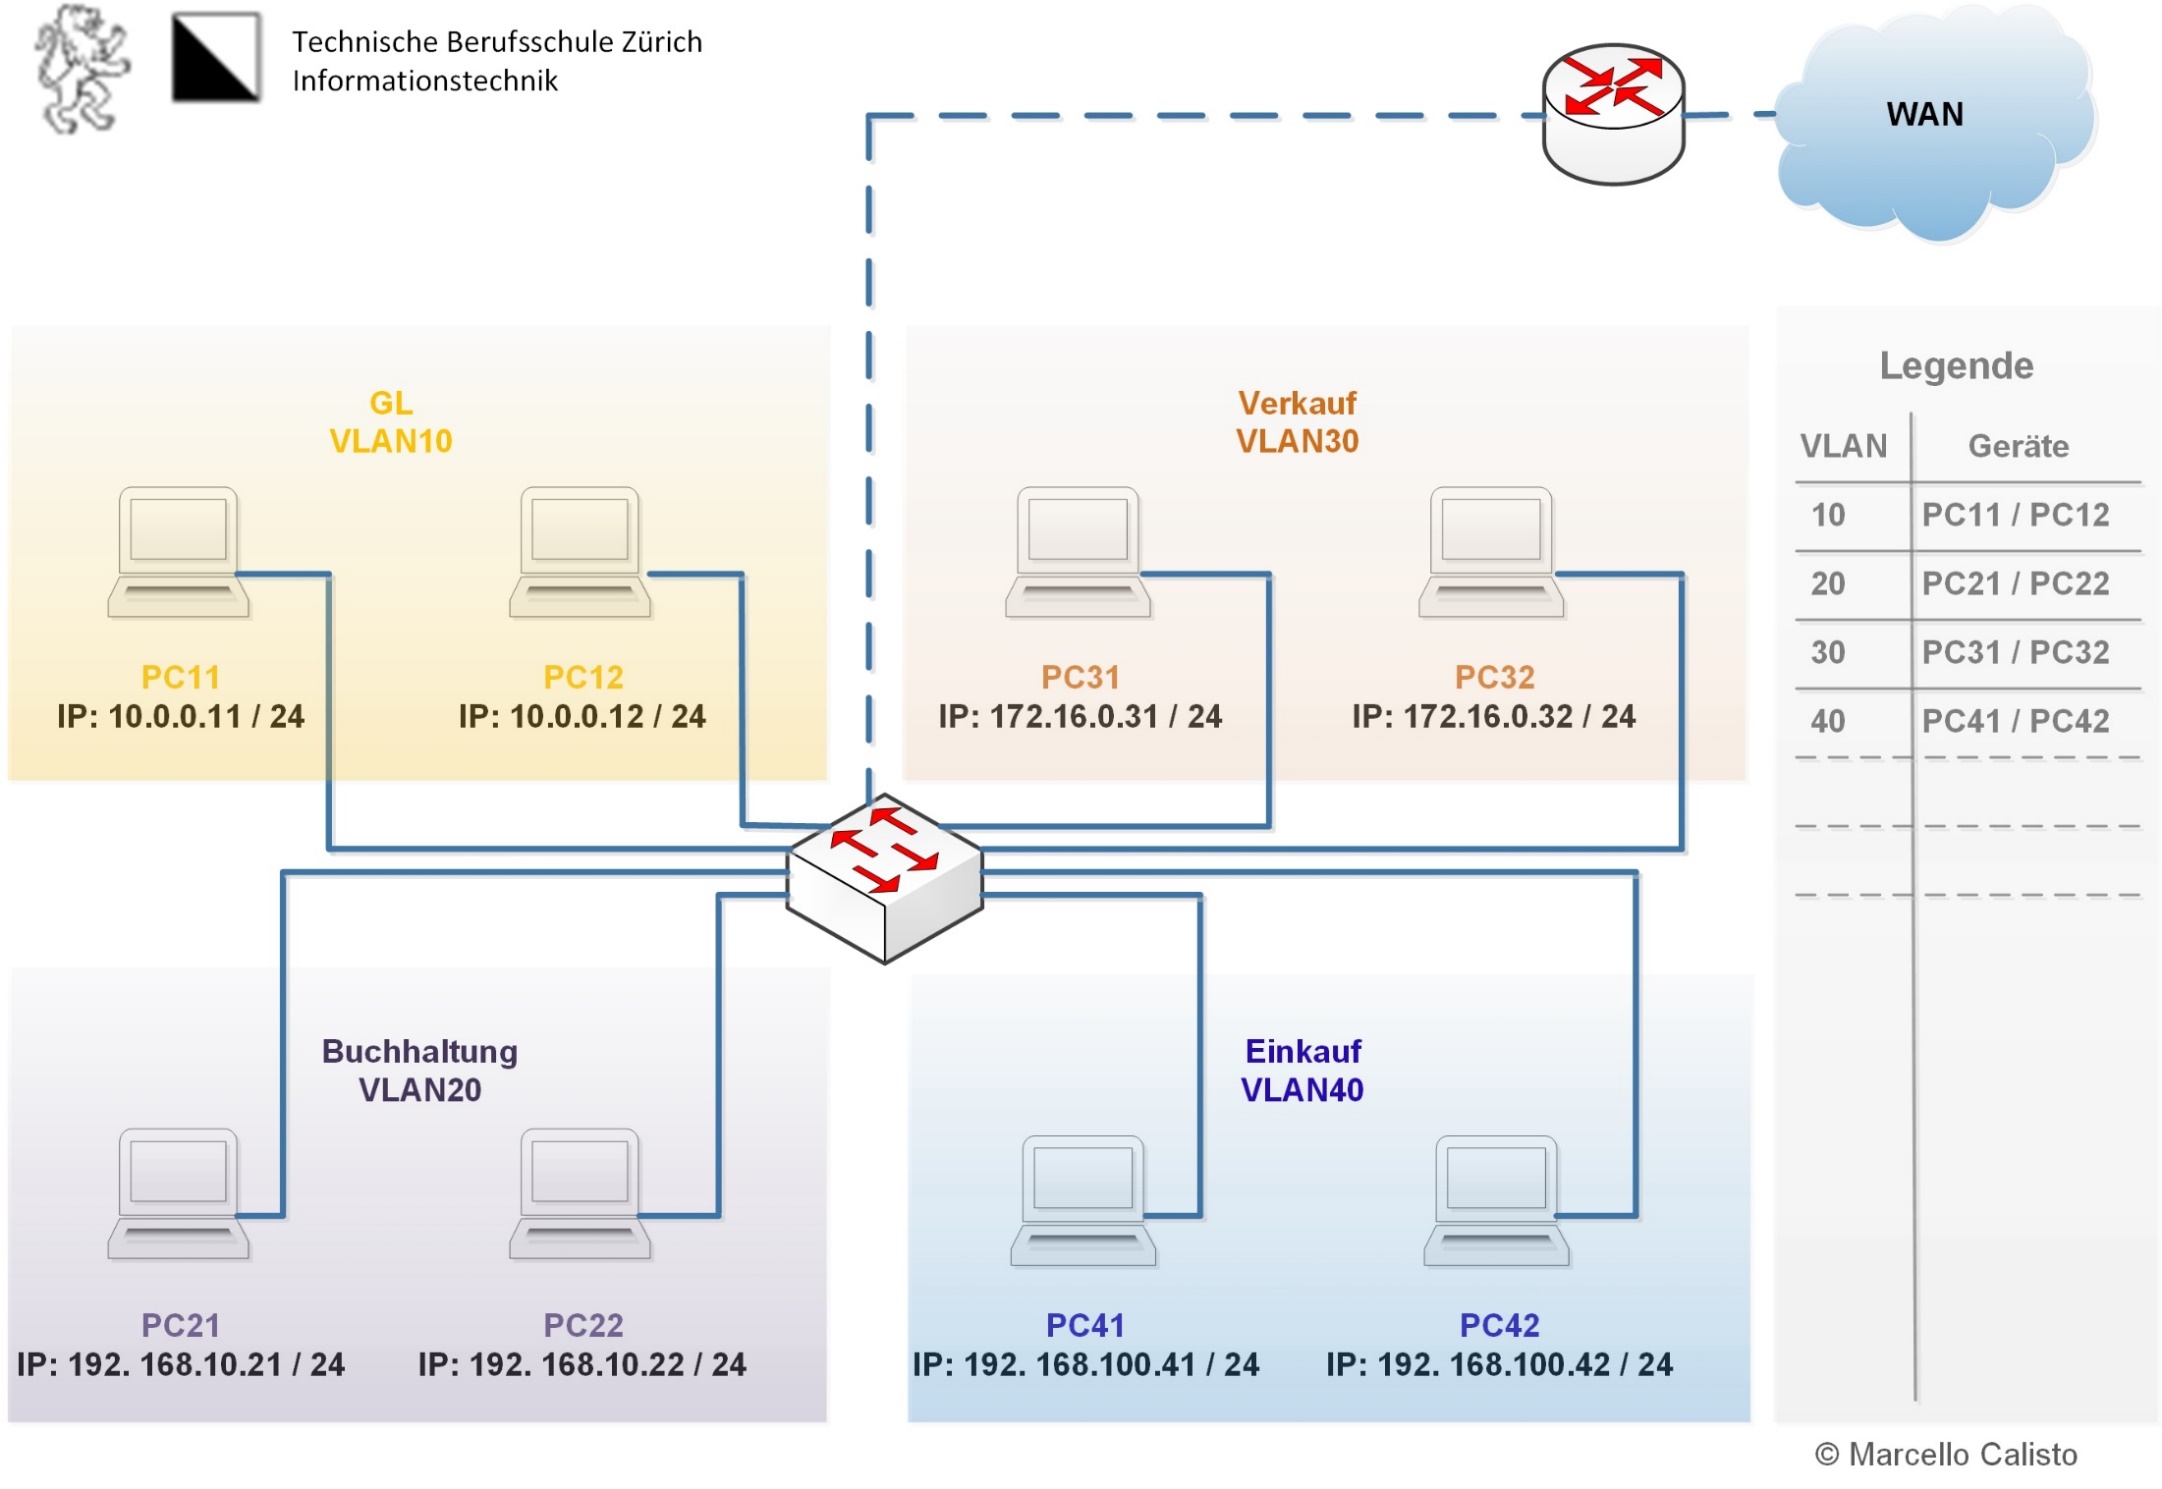 Technische Berufsschule Zürich
Informationstechnik
WAN
GL
VLAN10
PC11
IP: 10.0.0.11 / 24
PC12
IP: 10.0.0.12 / 24
Verkauf
VLAN30
PC31
IP: 172.16.0.31 / 24
PC32
IP: 172.16.0.32 / 24
Buchhaltung
VLAN20
PC21
IP: 192. 168.10.21 / 24
PC22
IP: 192. 168.10.22 / 24
Einkauf
VLAN40
PC41
IP: 192. 168.100.41 / 24
PC42
IP: 192. 168.100.42 / 24
Legende
VLAN Geräte
10 PC11 / PC12
20 PC21 / PC22
30 PC31 / PC32
40 PC41 / PC42
© Marcello Calisto